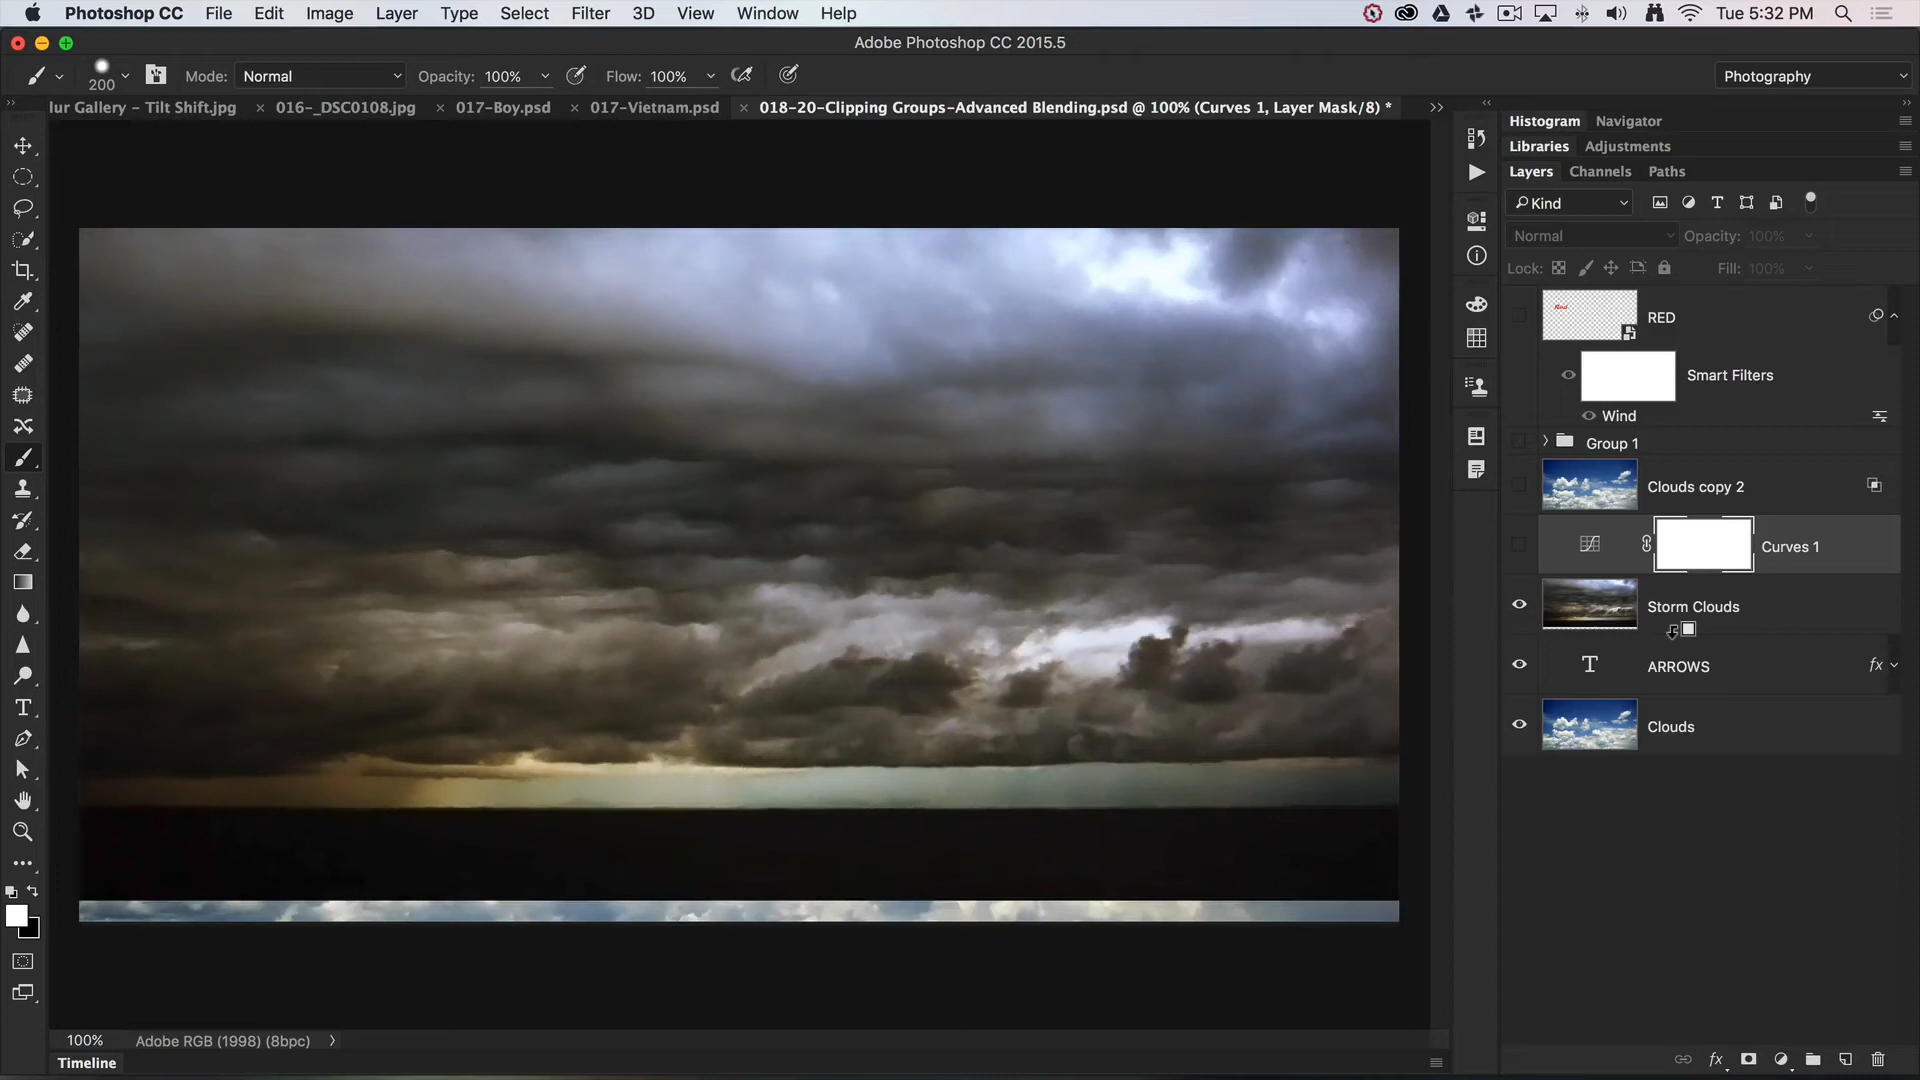 Photoshop CC File Edit Image Layer Type Select Filter 3D View Window Help Tue 5:32 PM
Adobe Photoshop CC 2015.5
200 Mode: Normal Opacity: 100% Flow: 100% Photography
lur Gallery – Tilt Shift.jpg × 016-_DSC0108.jpg × 017-Boy.psd × 017-Vietnam.psd × 018-20-Clipping Groups-Advanced Blending.psd @ 100% (Curves 1, Layer Mask/8) *
Histogram Navigator
Libraries Adjustments
Layers Channels Paths
Kind
Normal Opacity: 100%
Lock: Fill: 100%
Red RED
Smart Filters
Wind
Group 1
Clouds copy 2
Curves 1
Storm Clouds
T ARROWS fx
Clouds
100% Adobe RGB (1998) (8bpc)
Timeline
fx